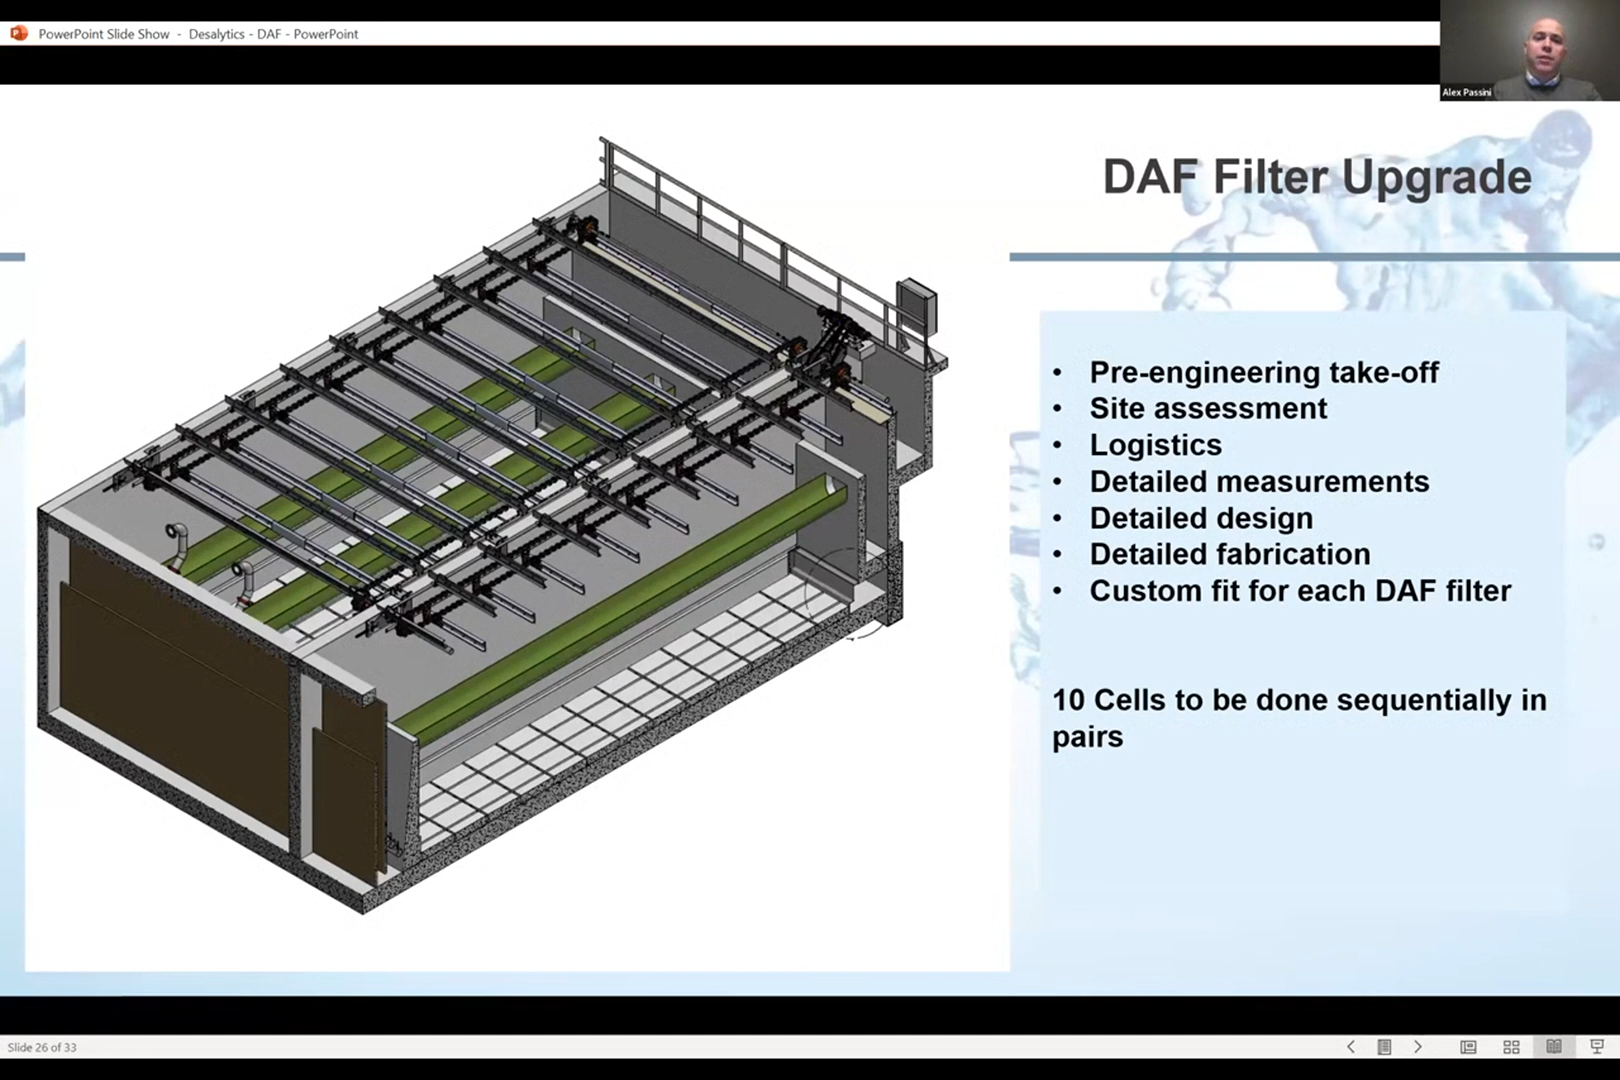 PowerPoint Slide Show - Desalytics - DAF - PowerPoint
Alex Passini
DAF Filter Upgrade
• Pre-engineering take-off
• Site assessment
• Logistics
• Detailed measurements
• Detailed design
• Detailed fabrication
• Custom fit for each DAF filter
10 Cells to be done sequentially in
pairs
Slide 26 of 33